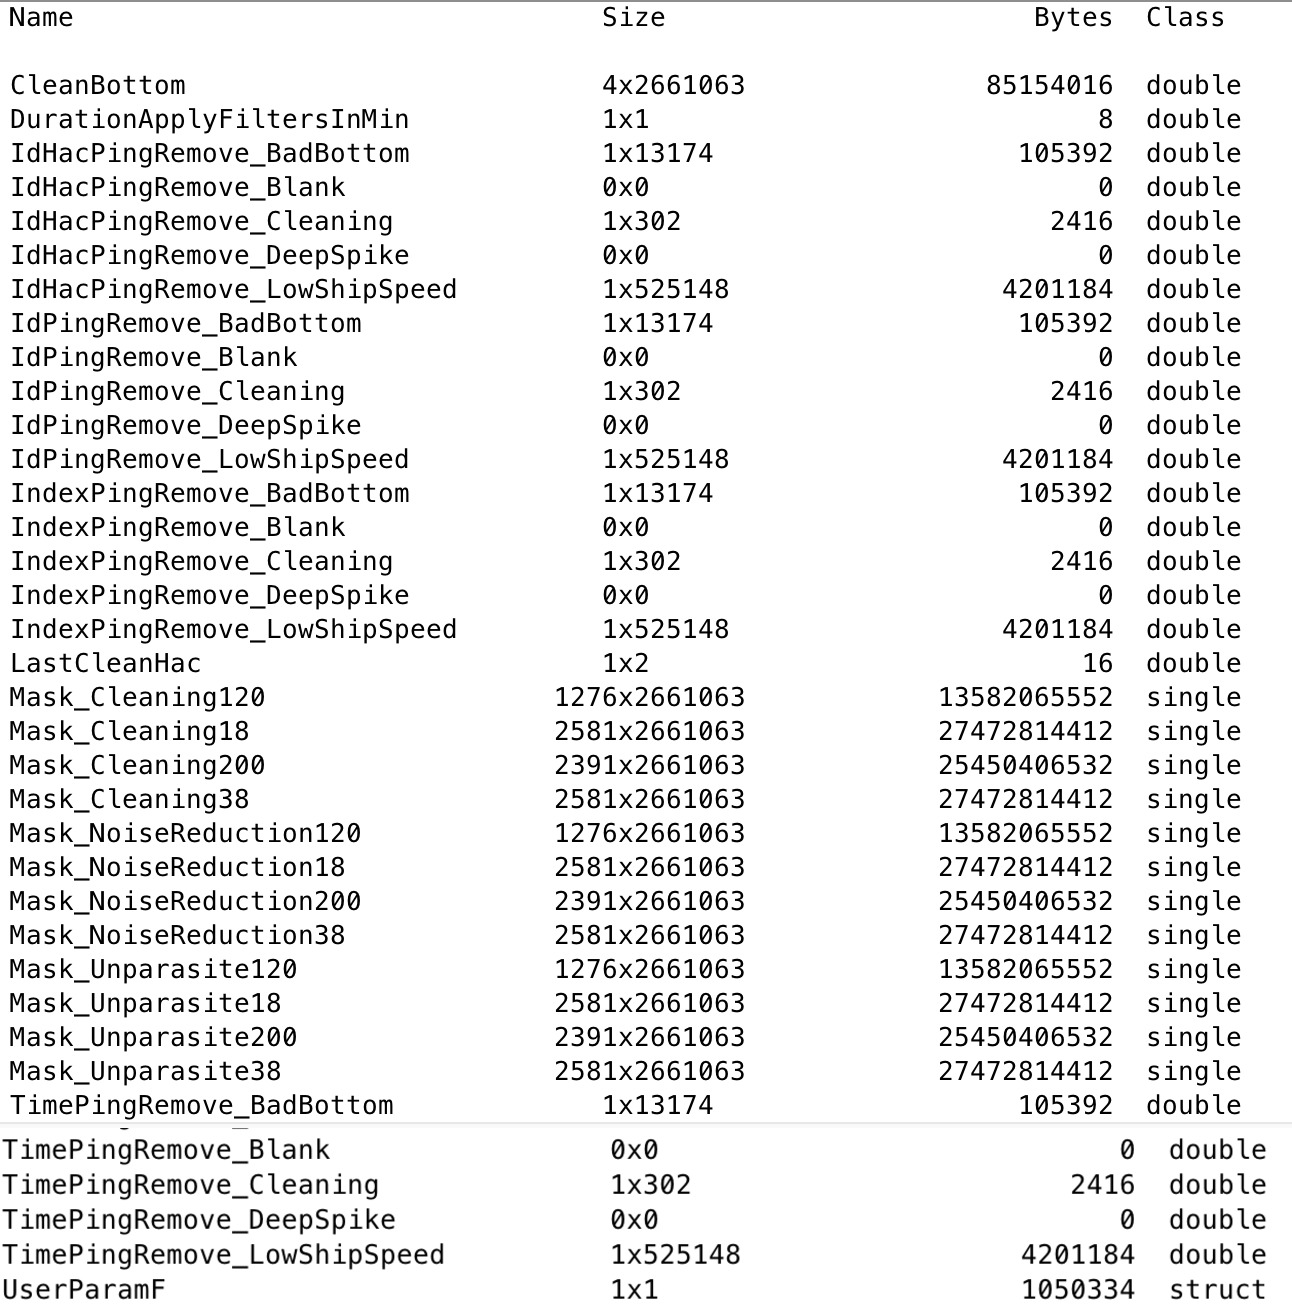 Name Size Bytes Class
CleanBottom 4x2661063 85154016 double
DurationApplyFiltersInMin 1x1 8 double
IdHacPingRemove_BadBottom 1x13174 105392 double
IdHacPingRemove_Blank 0x0 0 double
IdHacPingRemove_Cleaning 1x302 2416 double
IdHacPingRemove_DeepSpike 0x0 0 double
IdHacPingRemove_LowShipSpeed 1x525148 4201184 double
IdPingRemove_BadBottom 1x13174 105392 double
IdPingRemove_Blank 0x0 0 double
IdPingRemove_Cleaning 1x302 2416 double
IdPingRemove_DeepSpike 0x0 0 double
IdPingRemove_LowShipSpeed 1x525148 4201184 double
IndexPingRemove_BadBottom 1x13174 105392 double
IndexPingRemove_Blank 0x0 0 double
IndexPingRemove_Cleaning 1x302 2416 double
IndexPingRemove_DeepSpike 0x0 0 double
IndexPingRemove_LowShipSpeed 1x525148 4201184 double
LastCleanHac 1x2 16 double
Mask_Cleaning120 1276x2661063 13582065552 single
Mask_Cleaning18 2581x2661063 27472814412 single
Mask_Cleaning200 2391x2661063 25450406532 single
Mask_Cleaning38 2581x2661063 27472814412 single
Mask_NoiseReduction120 1276x2661063 13582065552 single
Mask_NoiseReduction18 2581x2661063 27472814412 single
Mask_NoiseReduction200 2391x2661063 25450406532 single
Mask_NoiseReduction38 2581x2661063 27472814412 single
Mask_Unparasite120 1276x2661063 13582065552 single
Mask_Unparasite18 2581x2661063 27472814412 single
Mask_Unparasite200 2391x2661063 25450406532 single
Mask_Unparasite38 2581x2661063 27472814412 single
TimePingRemove_BadBottom 1x13174 105392 double
TimePingRemove_Blank 0x0 0 double
TimePingRemove_Cleaning 1x302 2416 double
TimePingRemove_DeepSpike 0x0 0 double
TimePingRemove_LowShipSpeed 1x525148 4201184 double
UserParamF 1x1 1050334 struct